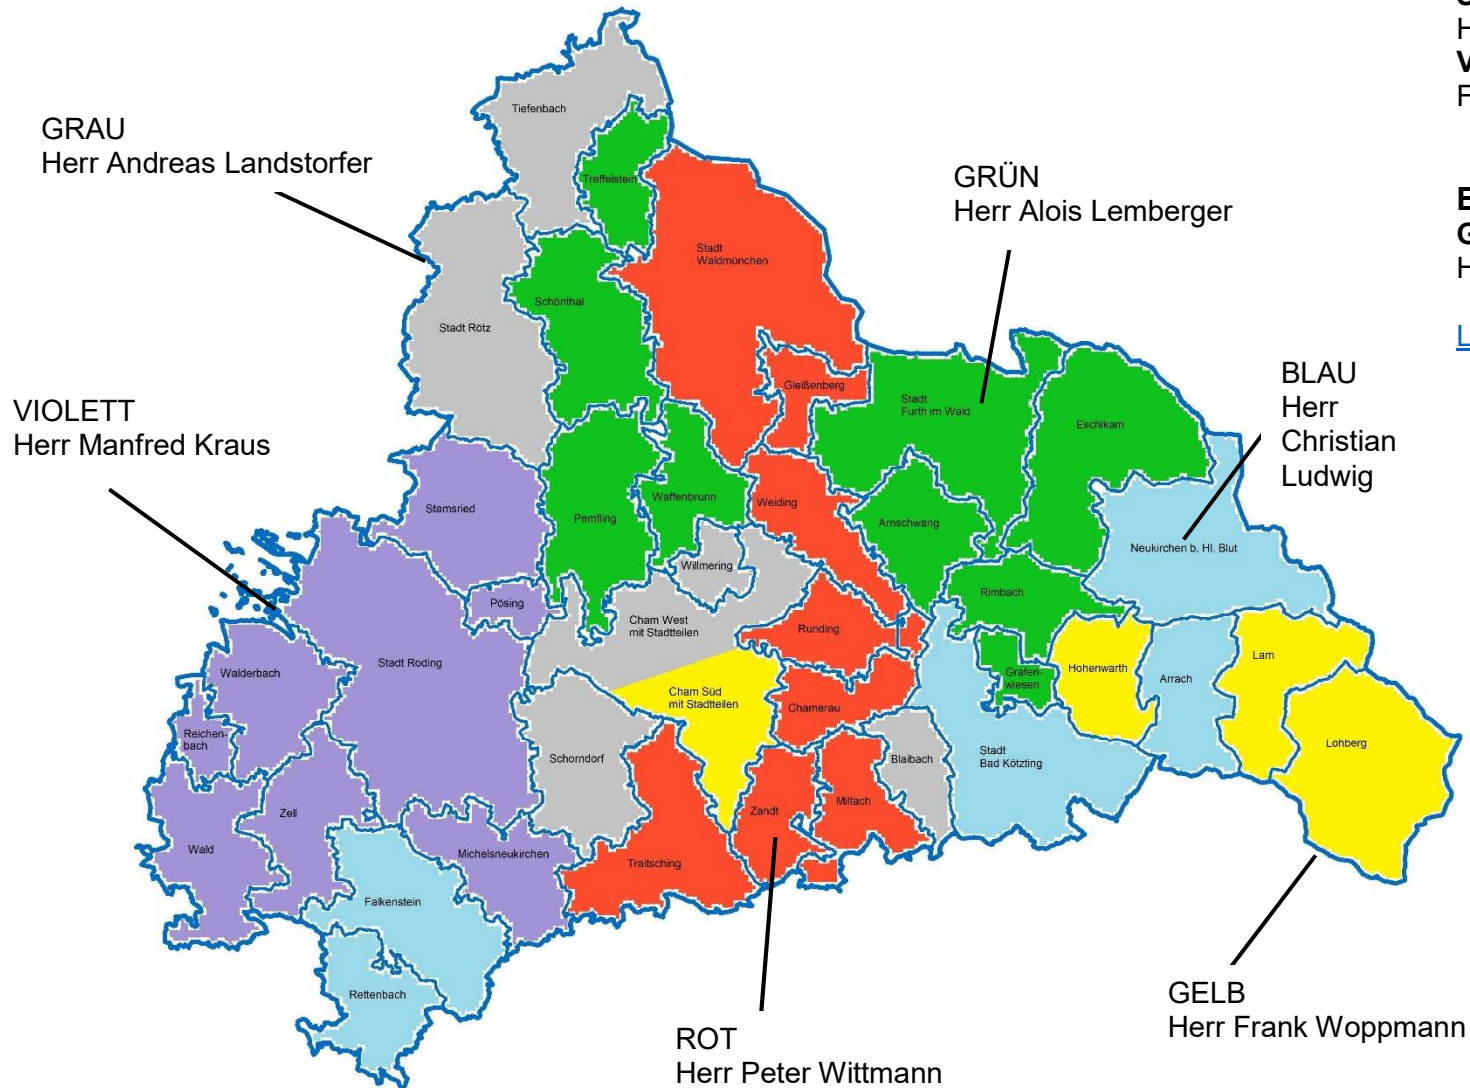 H
V
F
GRAU
Herr Andreas Landstorfer
GRÜN
Herr Alois Lemberger
E
G
H
L
BLAU
Herr
Christian
Ludwig
VIOLETT
Herr Manfred Kraus
GELB
Herr Frank Woppmann
ROT
Herr Peter Wittmann
Tiefenbach
Treffelstein
Stadt
Waldmünchen
Schönthal
Stadt Rötz
Gleißenberg
Stadt
Furth im Wald
Eschlkam
Stamsried
Pemfling
Waffenbrunn
Weiding
Arnschwang
Neukirchen b. Hl. Blut
Willmering
Rimbach
Pösing
Cham West
mit Stadtteilen
Runding
Stadt Roding
Walderbach
Cham Süd
mit Stadtteilen
Chamerau
Grafen-
wiesen
Hohenwarth
Arrach
Lam
Lohberg
Reichen-
bach
Schorndorf
Blaibach
Stadt
Bad Kötzting
Zell
Zandt
Miltach
Wald
Michelsneukirchen
Traitsching
Falkenstein
Rettenbach